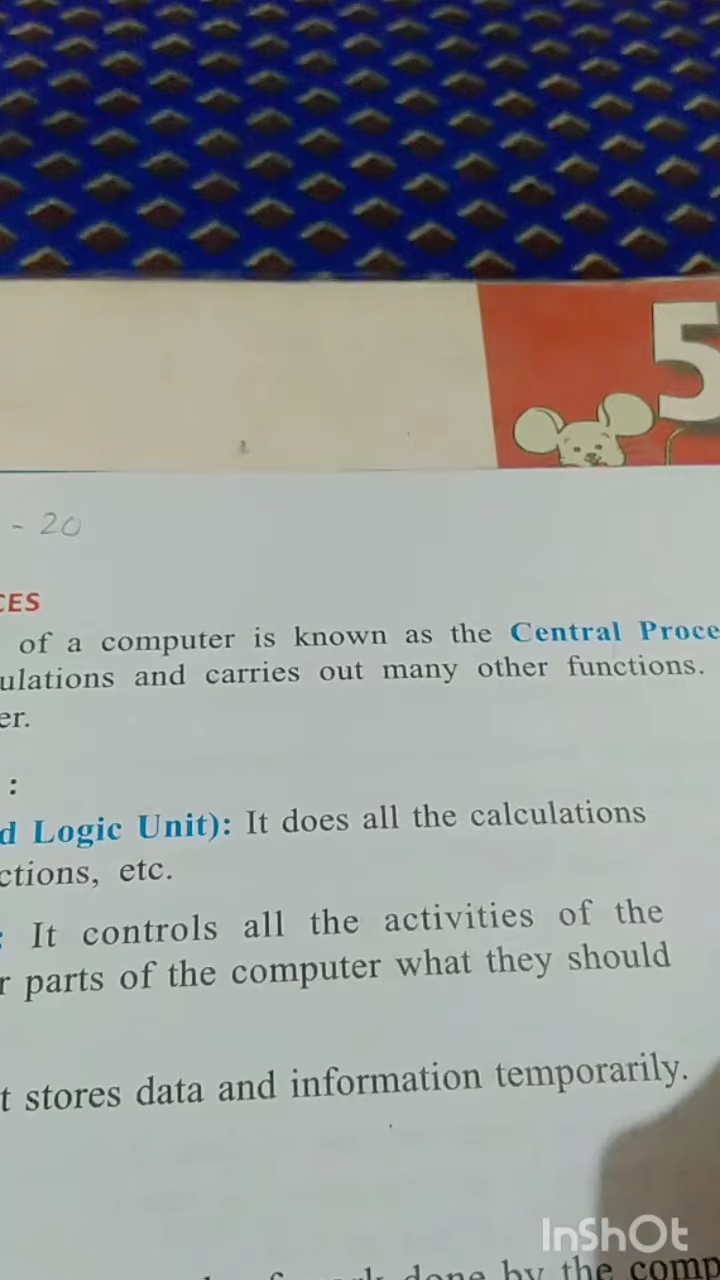 5
- 20
CES
of a computer is known as the Central Proce
ulations and carries out many other functions.
er.
:
d Logic Unit): It does all the calculations
ctions, etc.
: It controls all the activities of the
r parts of the computer what they should
t stores data and information temporarily.
InShOt
done by the comp